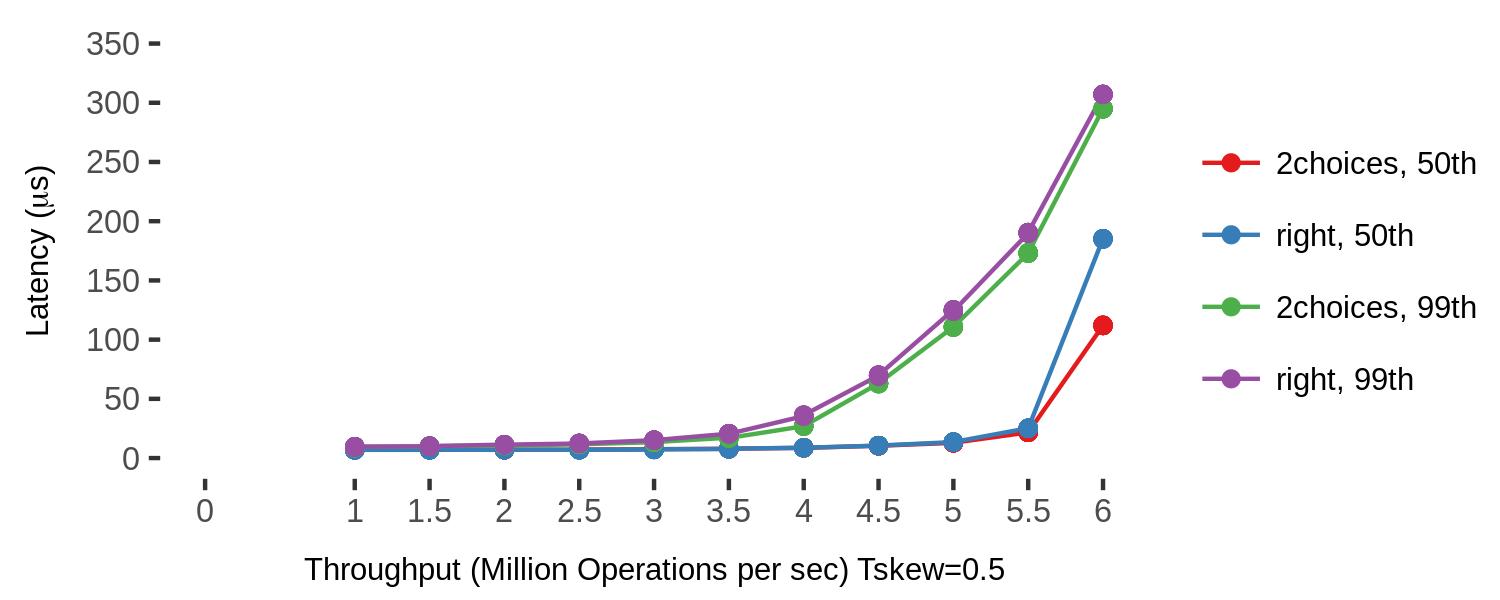 350
300
250
200
150
100
50
0
Latency (μs)
0 1 1.5 2 2.5 3 3.5 4 4.5 5 5.5 6
Throughput (Million Operations per sec) Tskew=0.5
2choices, 50th
right, 50th
2choices, 99th
right, 99th